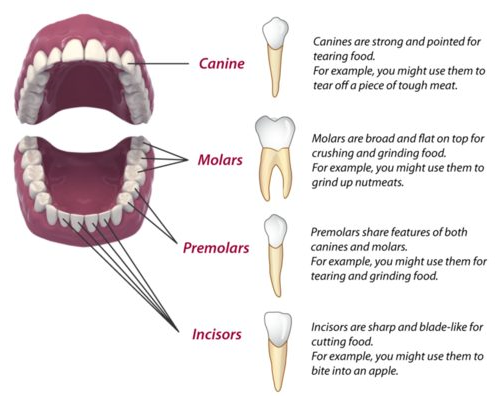 Canine
Canines are strong and pointed for
tearing food.
For example, you might use them to
tear off a piece of tough meat.
Molars
Molars are broad and flat on top for
crushing and grinding food.
For example, you might use them to
grind up nutmeats.
Premolars
Premolars share features of both
canines and molars.
For example, you might use them for
tearing and grinding food.
Incisors
Incisors are sharp and blade-like for
cutting food.
For example, you might use them to
bite into an apple.